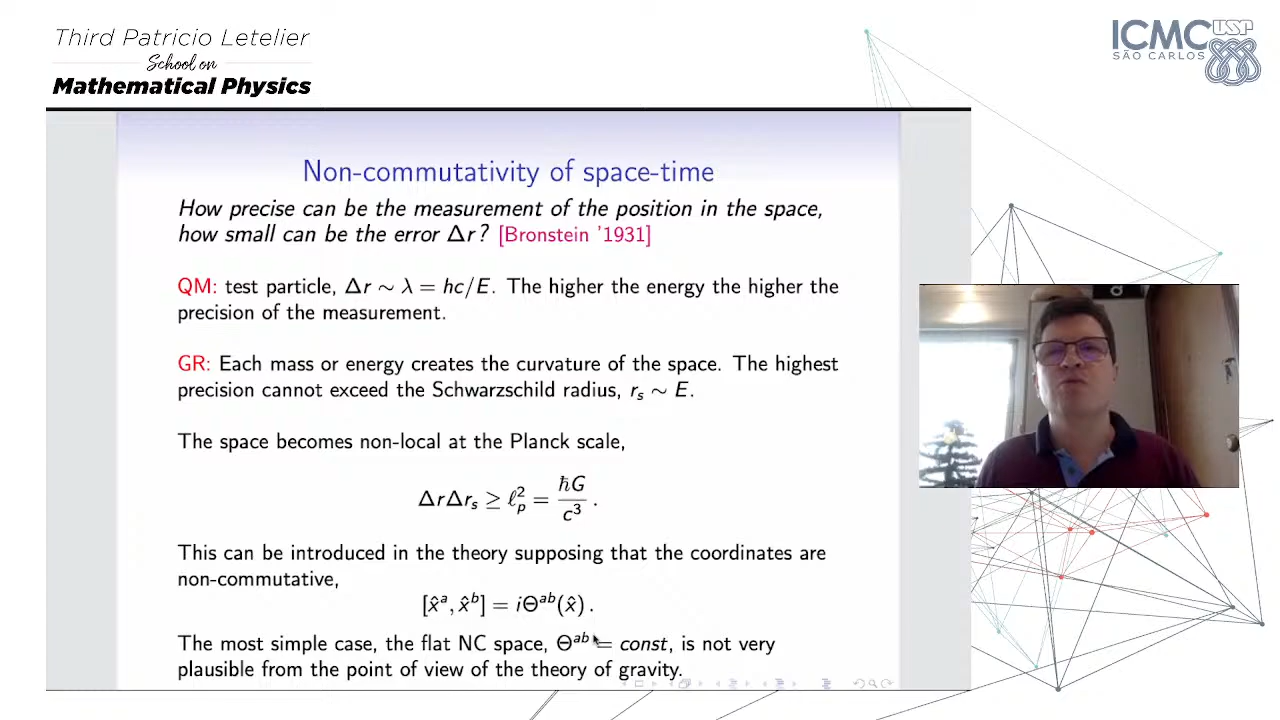 Third Patricio Letelier
School on
Mathematical Physics
ICMC USP
SÃO CARLOS
Non-commutativity of space-time
How precise can be the measurement of the position in the space,
how small can be the error Δr? [Bronstein '1931]
QM: test particle, Δr ∼ λ = hc/E. The higher the energy the higher the
precision of the measurement.
GR: Each mass or energy creates the curvature of the space. The highest
precision cannot exceed the Schwarzschild radius, r_s ∼ E.
The space becomes non-local at the Planck scale,
ΔrΔr_s ≥ ℓ_p^2 = ℏG/c^3 .
This can be introduced in the theory supposing that the coordinates are
non-commutative,
[x̂^a, x̂^b] = iΘ^{ab}(x̂) .
The most simple case, the flat NC space, Θ^{ab} = const, is not very
plausible from the point of view of the theory of gravity.